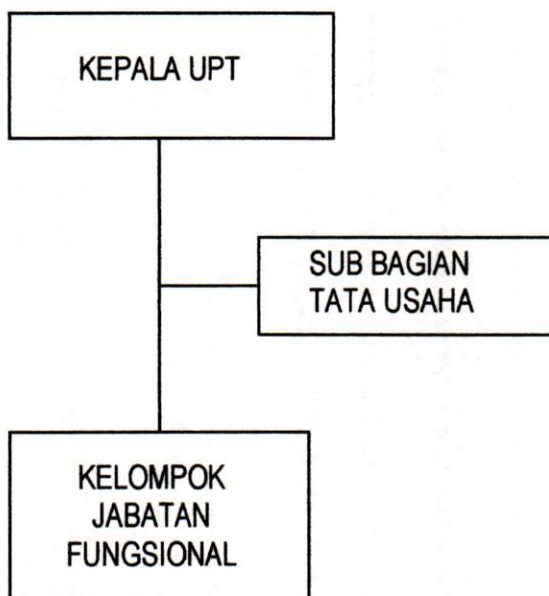 KEPALA UPT
SUB BAGIAN
TATA USAHA
KELOMPOK
JABATAN
FUNGSIONAL